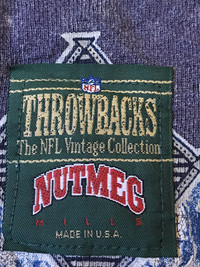 NFL
THROWBACKS
The NFL Vintage Collection
NUTMEG
MILLS
MADE IN U.S.A.